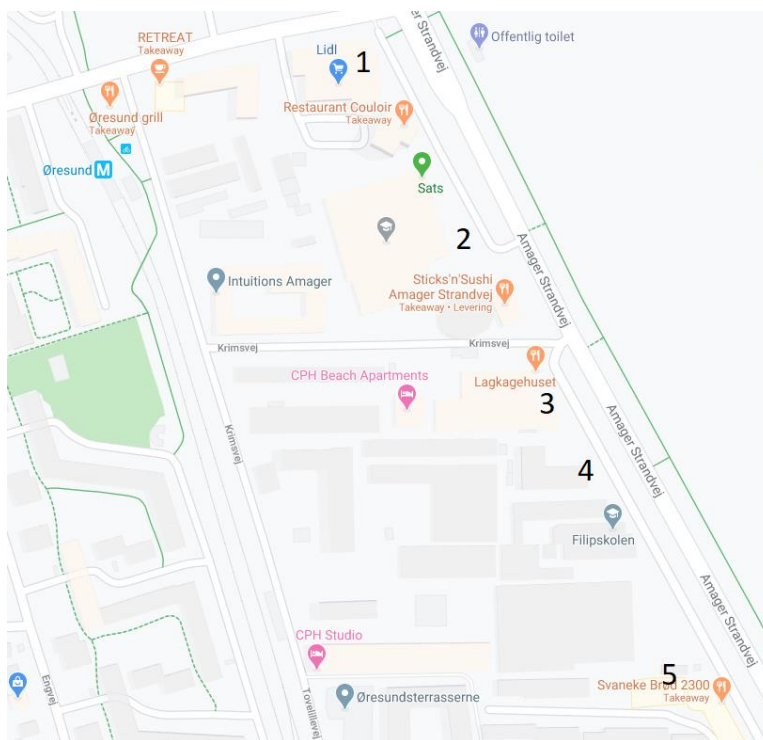 Amager Strandvej
Offentlig toilet
RETREAT
Takeaway
Lidl
1
Øresund grill
Takeaway
Restaurant Couloir
Takeaway
Øresund M
Sats
2
Amager Strandvej
Intuitions Amager
Sticks'n'Sushi
Amager Strandvej
Takeaway • Levering
Krimsvej
Krimsvej
CPH Beach Apartments
Lagkagehuset
3
Amager Strandvej
Krimsvej
4
Filipskolen
Amager Strandvej
CPH Studio
5
Svaneke Brød 2300
Takeaway
Engvej
Tovelillevej
Øresundsterrasserne